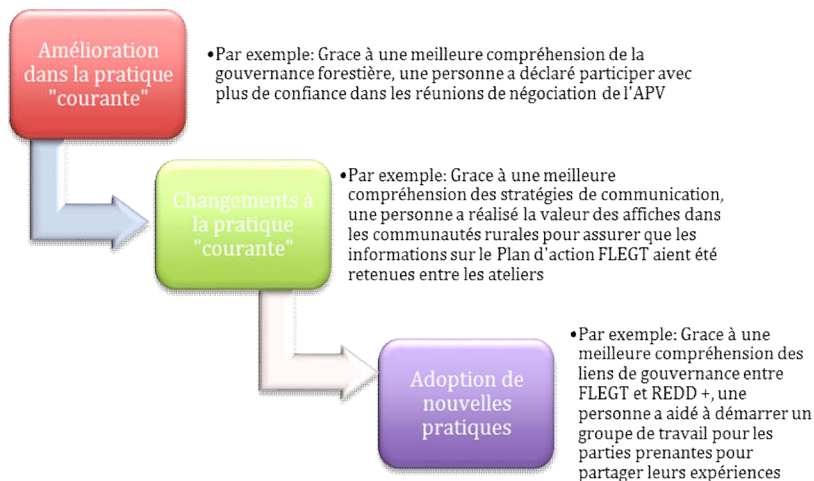 Amélioration
dans la pratique
"courante"
•Par exemple: Grace à une meilleure compréhension de la
gouvernance forestière, une personne a déclaré participer avec
plus de confiance dans les réunions de négociation de l'APV
Changements à
la pratique
"courante"
•Par exemple: Grace à une meilleure
compréhension des stratégies de communication,
une personne a réalisé la valeur des affiches dans
les communautés rurales pour assurer que les
informations sur le Plan d'action FLEGT aient été
retenues entre les ateliers
Adoption de
nouvelles
pratiques
•Par exemple: Grace à une
meilleure compréhension des
liens de gouvernance entre
FLEGT et REDD +, une
personne a aidé à démarrer un
groupe de travail pour les
parties prenantes pour
partager leurs expériences